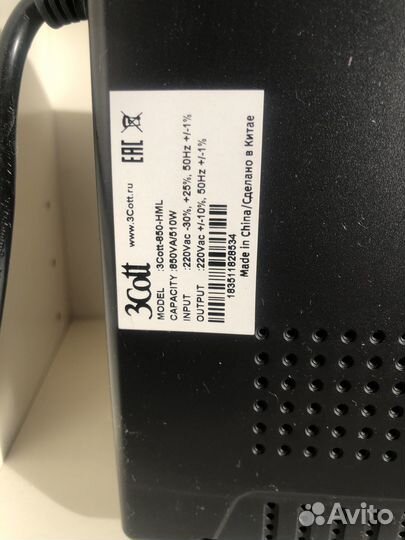 EAC
www.3Cott.ru
3Cott
MODEL :3Cott-850-HML
CAPACITY :850VA/510W
INPUT :220Vac -30%, +25%, 50Hz +/-1%
OUTPUT :220Vac +/-10%, 50Hz +/-1%
183511828534
Made in China/Сделано в Китае
Avito